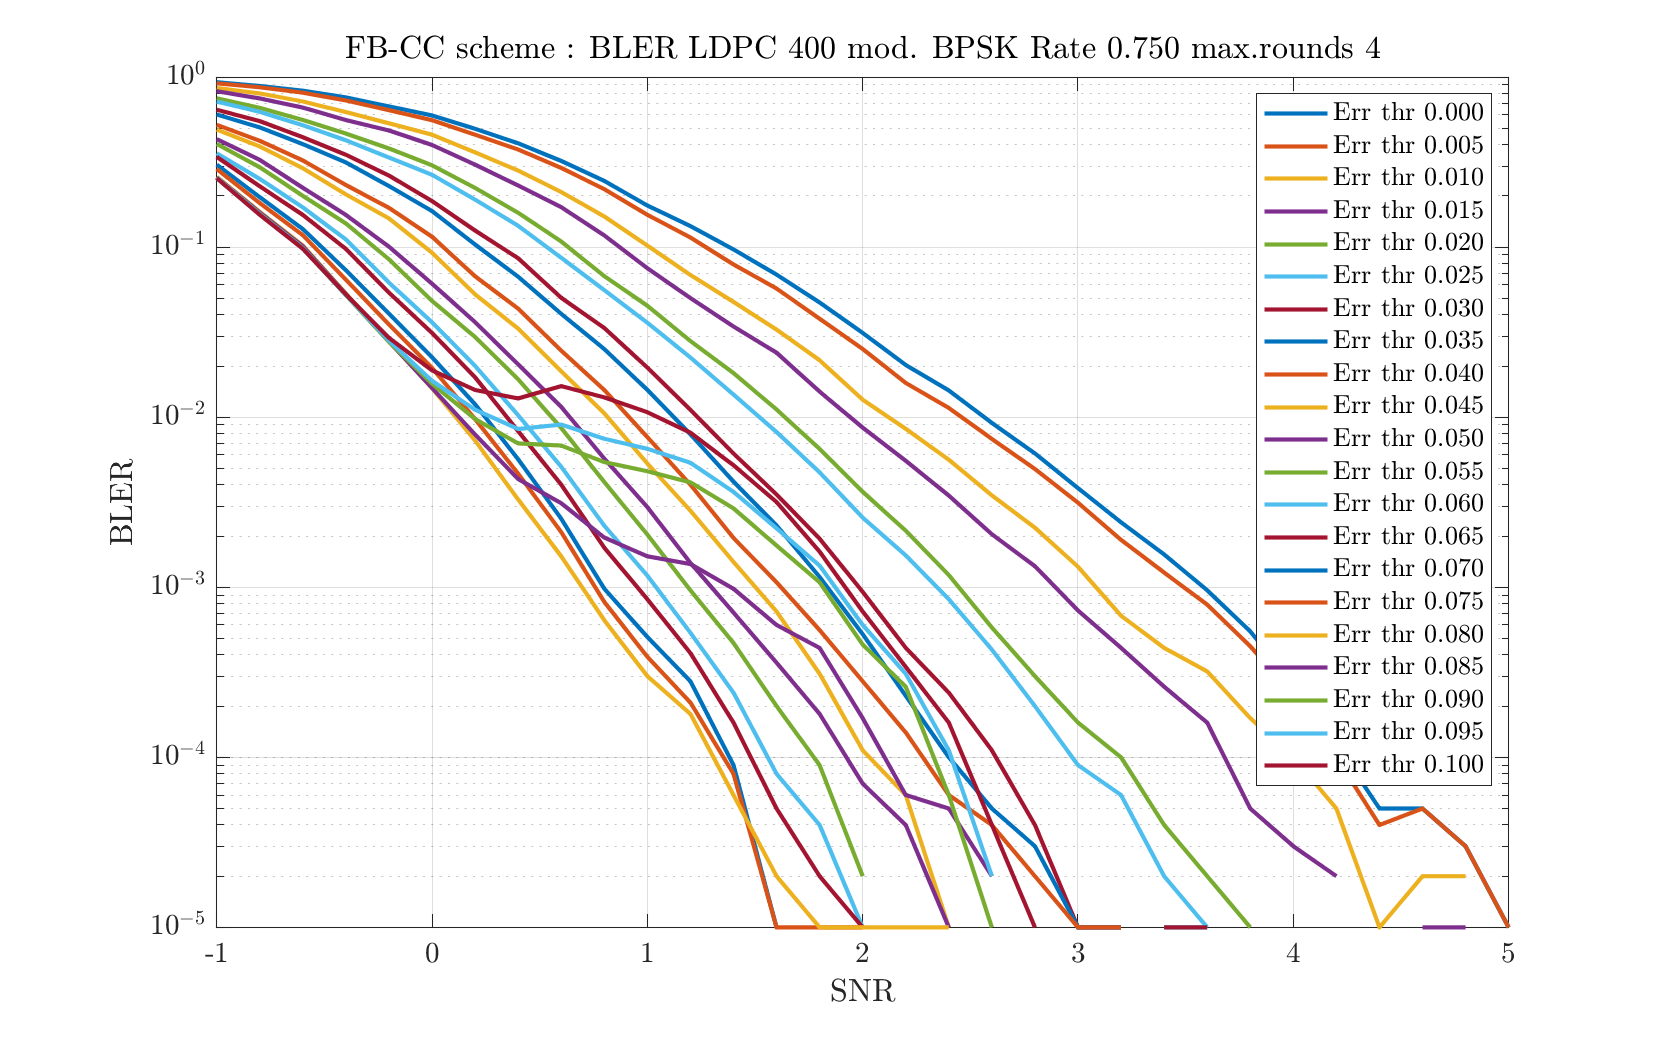 FB-CC scheme : BLER LDPC 400 mod. BPSK Rate 0.750 max.rounds 4
10^0
10^-1
10^-2
10^-3
10^-4
10^-5
BLER
-1 0 1 2 3 4 5
SNR
Err thr 0.000
Err thr 0.005
Err thr 0.010
Err thr 0.015
Err thr 0.020
Err thr 0.025
Err thr 0.030
Err thr 0.035
Err thr 0.040
Err thr 0.045
Err thr 0.050
Err thr 0.055
Err thr 0.060
Err thr 0.065
Err thr 0.070
Err thr 0.075
Err thr 0.080
Err thr 0.085
Err thr 0.090
Err thr 0.095
Err thr 0.100